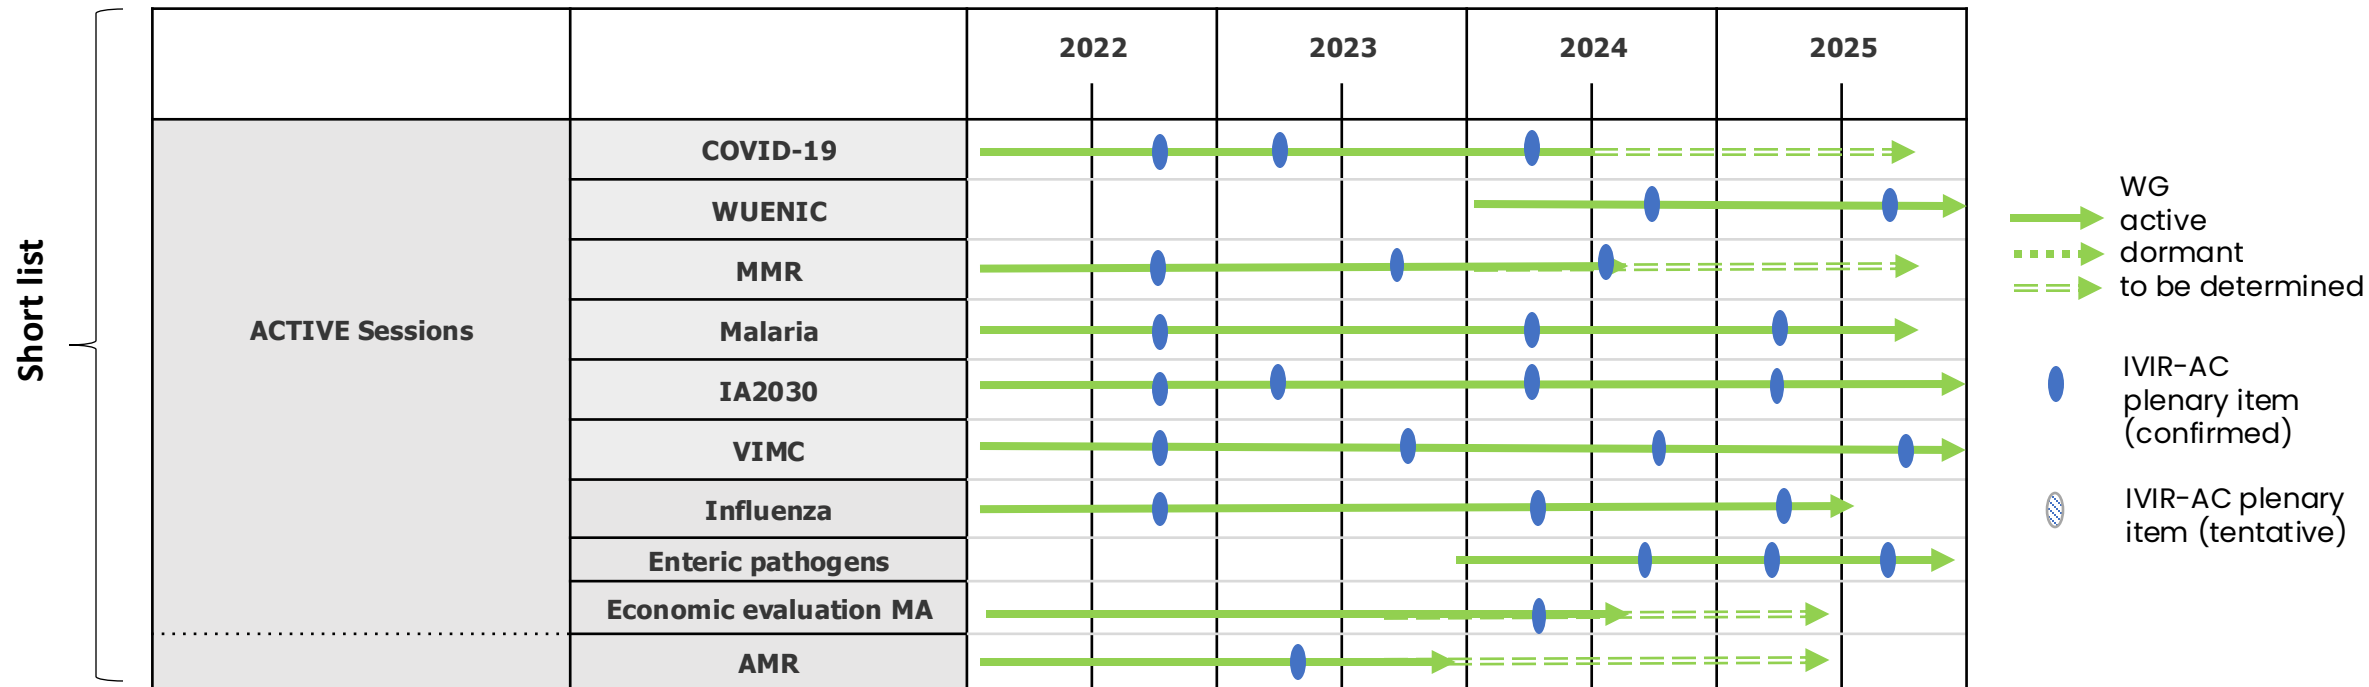 2022
2023
2024
2025
Short list
ACTIVE Sessions
COVID-19
WUENIC
MMR
Malaria
IA2030
VIMC
Influenza
Enteric pathogens
Economic evaluation MA
AMR
WG
active
dormant
to be determined
IVIR-AC
plenary item
(confirmed)
IVIR-AC plenary
item (tentative)